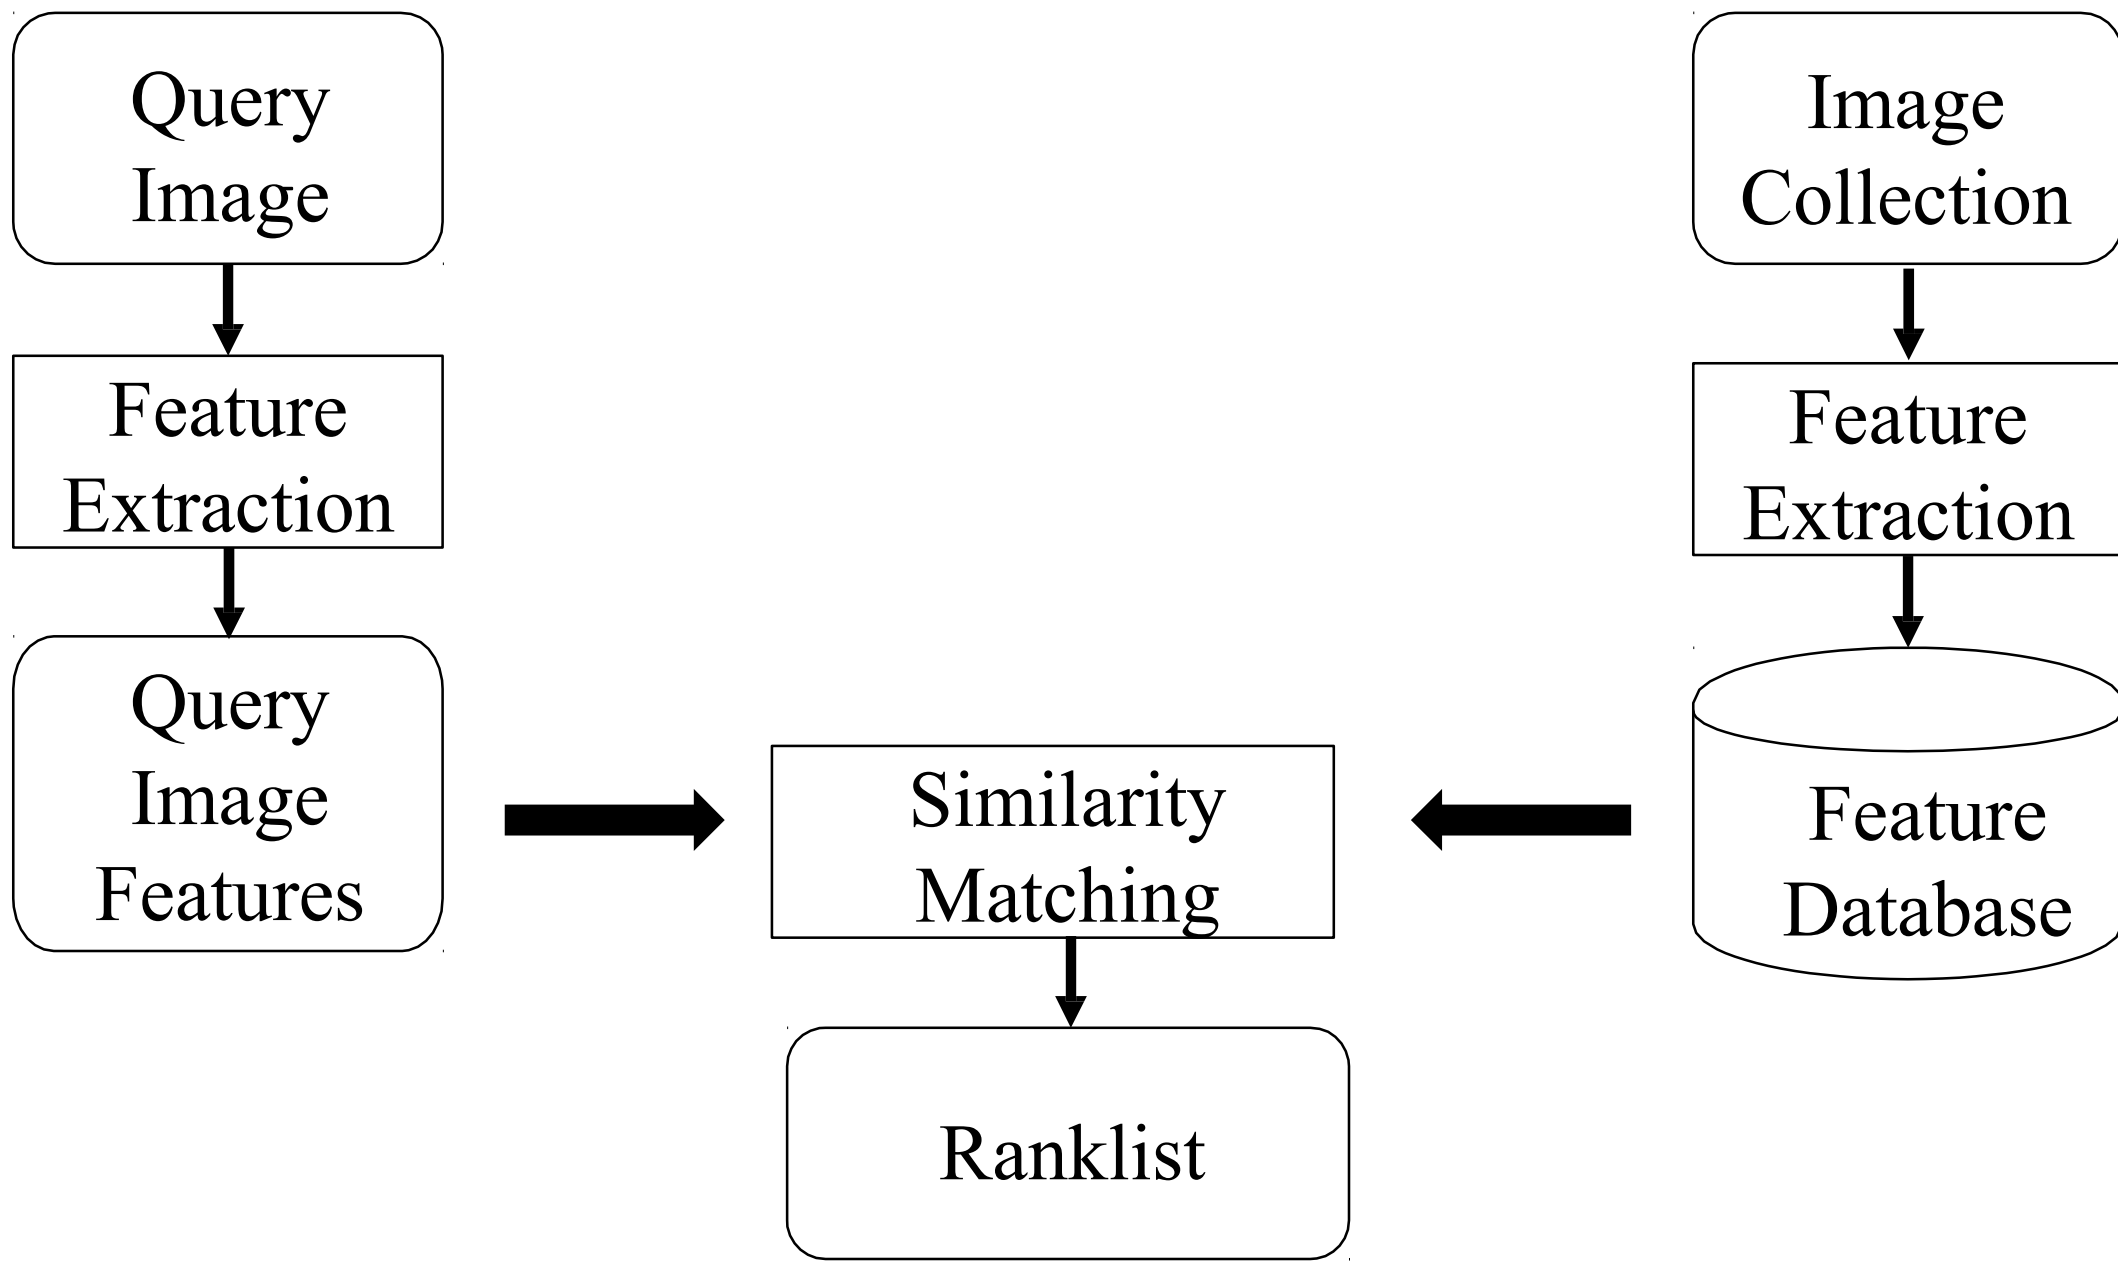 Query
Image
Feature
Extraction
Query
Image
Features
Image
Collection
Feature
Extraction
Feature
Database
Similarity
Matching
Ranklist